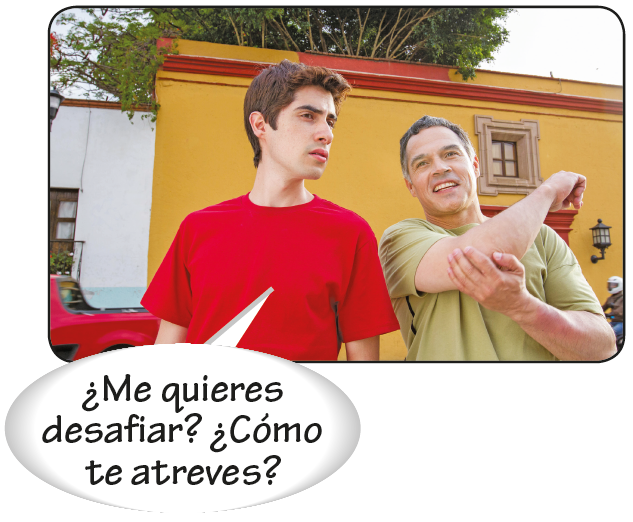 ¿Me quieres
desafiar? ¿Cómo
te atreves?